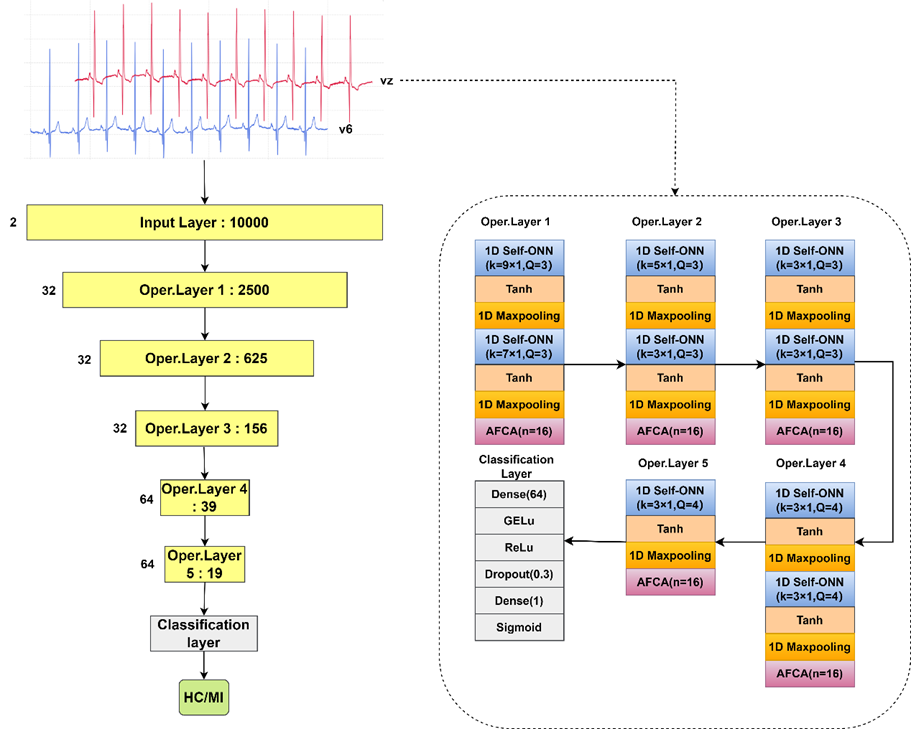 vz
v6
2
Input Layer : 10000
32
Oper.Layer 1 : 2500
32
Oper.Layer 2 : 625
32
Oper.Layer 3 : 156
64
Oper.Layer 4
: 39
64
Oper.Layer
5 : 19
Classification
layer
HC/MI
Oper.Layer 1
1D Self-ONN
(k=9×1,Q=3)
Tanh
1D Maxpooling
1D Self-ONN
(k=7×1,Q=3)
Tanh
1D Maxpooling
AFCA(n=16)
Oper.Layer 2
1D Self-ONN
(k=5×1,Q=3)
Tanh
1D Maxpooling
1D Self-ONN
(k=3×1,Q=3)
Tanh
1D Maxpooling
AFCA(n=16)
Oper.Layer 3
1D Self-ONN
(k=3×1,Q=3)
Tanh
1D Maxpooling
1D Self-ONN
(k=3×1,Q=3)
Tanh
1D Maxpooling
AFCA(n=16)
Oper.Layer 4
1D Self-ONN
(k=3×1,Q=4)
Tanh
1D Maxpooling
1D Self-ONN
(k=3×1,Q=4)
Tanh
1D Maxpooling
AFCA(n=16)
Oper.Layer 5
1D Self-ONN
(k=3×1,Q=4)
Tanh
1D Maxpooling
AFCA(n=16)
Classification
Layer
Dense(64)
GELu
ReLu
Dropout(0.3)
Dense(1)
Sigmoid